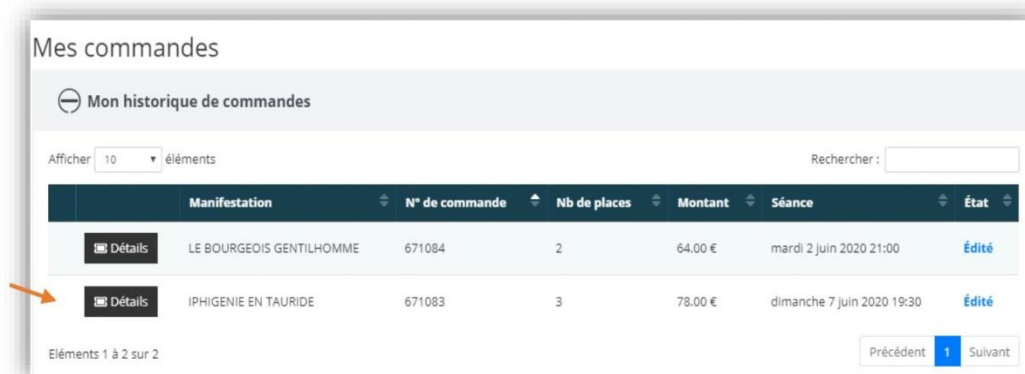 Mes commandes
Mon historique de commandes
Afficher 10 éléments
Rechercher :
Manifestation N° de commande Nb de places Montant Séance État
Détails LE BOURGEOIS GENTILHOMME 671084 2 64.00 € mardi 2 juin 2020 21:00 Édité
Détails IPHIGENIE EN TAURIDE 671083 3 78.00 € dimanche 7 juin 2020 19:30 Édité
Eléments 1 à 2 sur 2
Précédent 1 Suivant